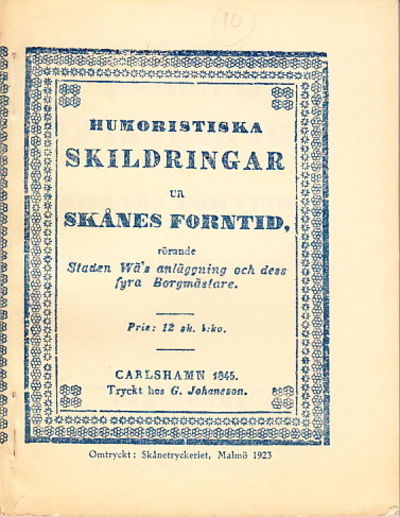 10
HUMORISTISKA
SKILDRINGAR
UR
SKÅNES FORNTID,
rörande
Staden Wä's anläggning och dess
fyra Borgmästare.
Pris: 12 sk. b:ko.
CARLSHAMN 1845.
Tryckt hos G. Johansson.
Omtryckt: Skånetryckeriet, Malmö 1923